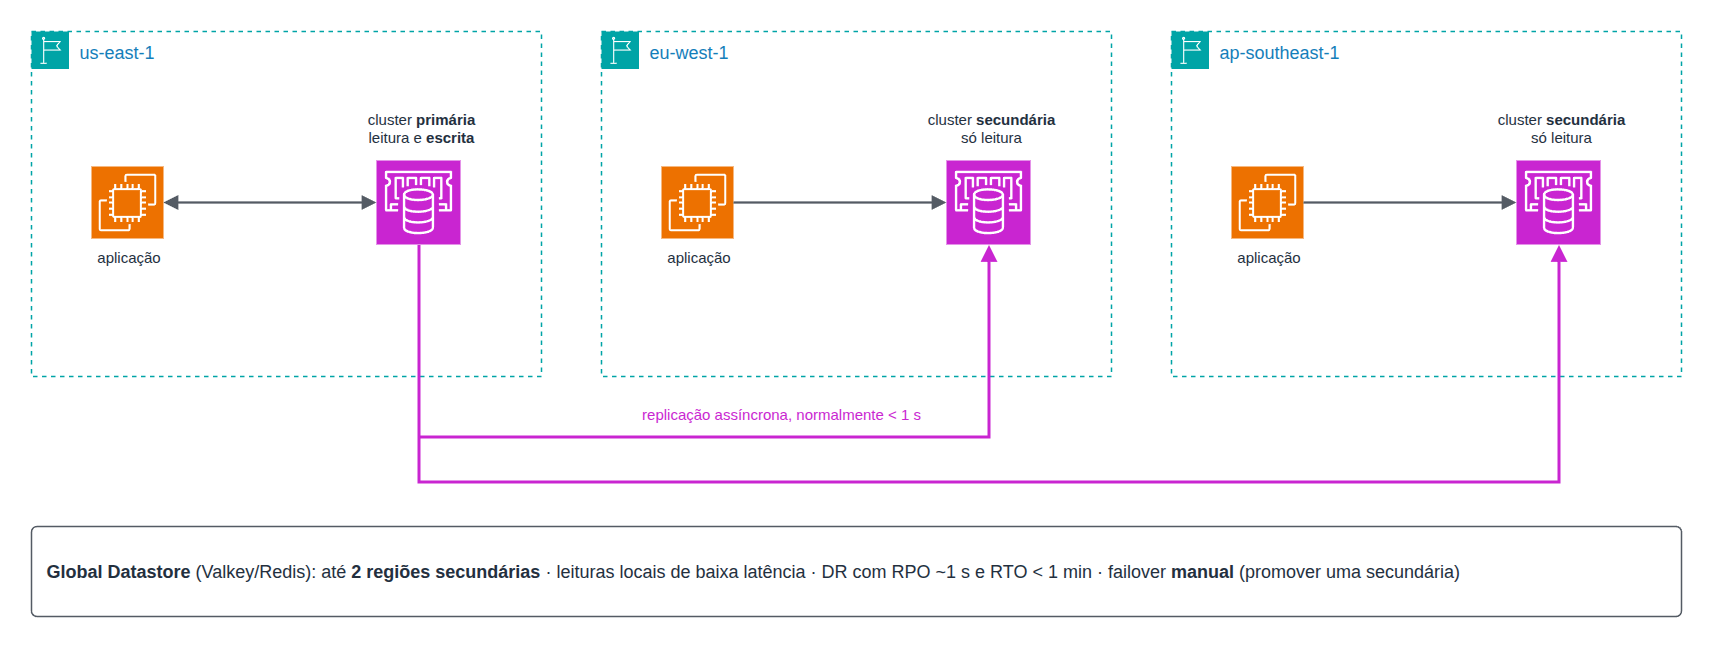 us-east-1
eu-west-1
ap-southeast-1
cluster primária
leitura e escrita
cluster secundária
só leitura
cluster secundária
só leitura
aplicação
aplicação
aplicação
replicação assíncrona, normalmente < 1 s
Global Datastore (Valkey/Redis): até 2 regiões secundárias · leituras locais de baixa latência · DR com RPO ~1 s e RTO < 1 min · failover manual (promover uma secundária)